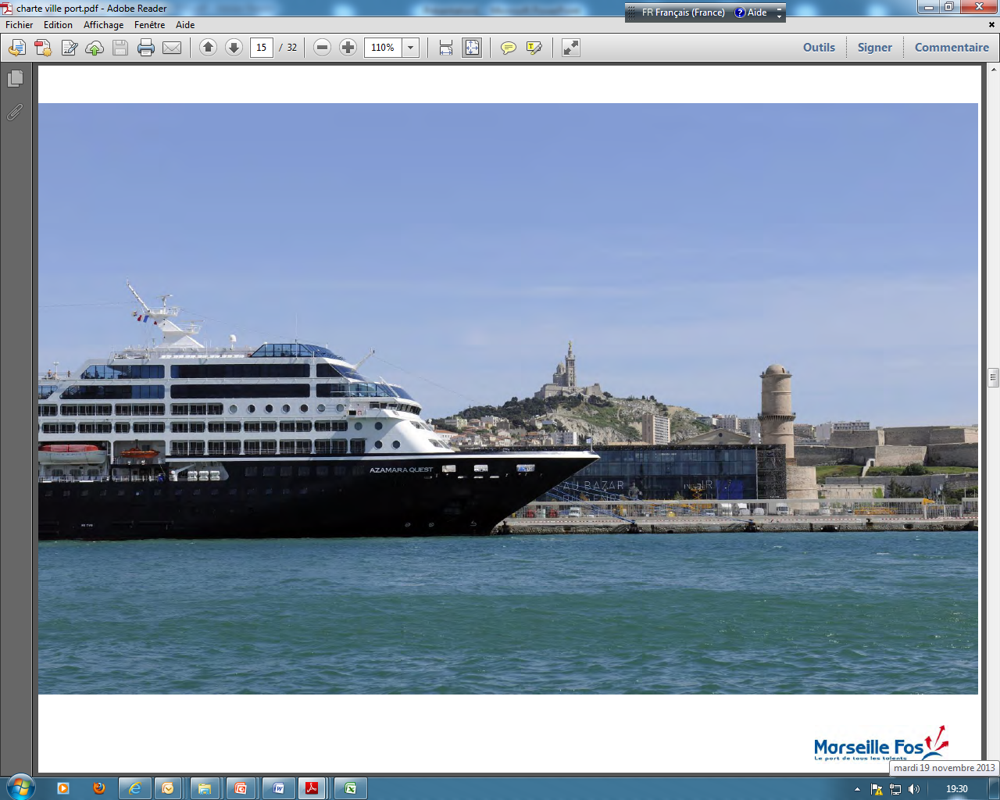 charte ville port.pdf - Adobe Reader
FR Français (France) ? Aide
Fichier Edition Affichage Fenêtre Aide
15 / 32 110% Outils Signer Commentaire
AZAMARA QUEST
AU BAZAR
Marseille Fos
Le port de tous les talents
mardi 19 novembre 2013
19:30